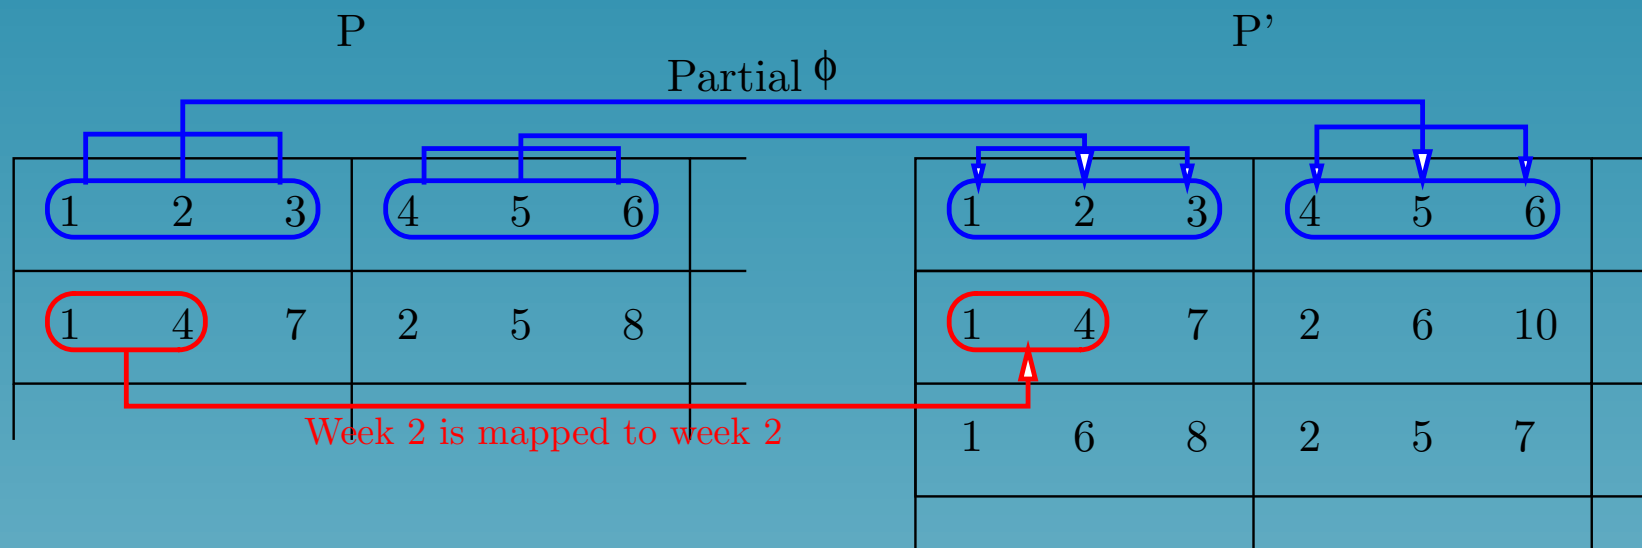 P P'
Partial ϕ
1 2 3 4 5 6 1 2 3 4 5 6
1 4 7 2 5 8 1 4 7 2 6 10
Week 2 is mapped to week 2
1 6 8 2 5 7